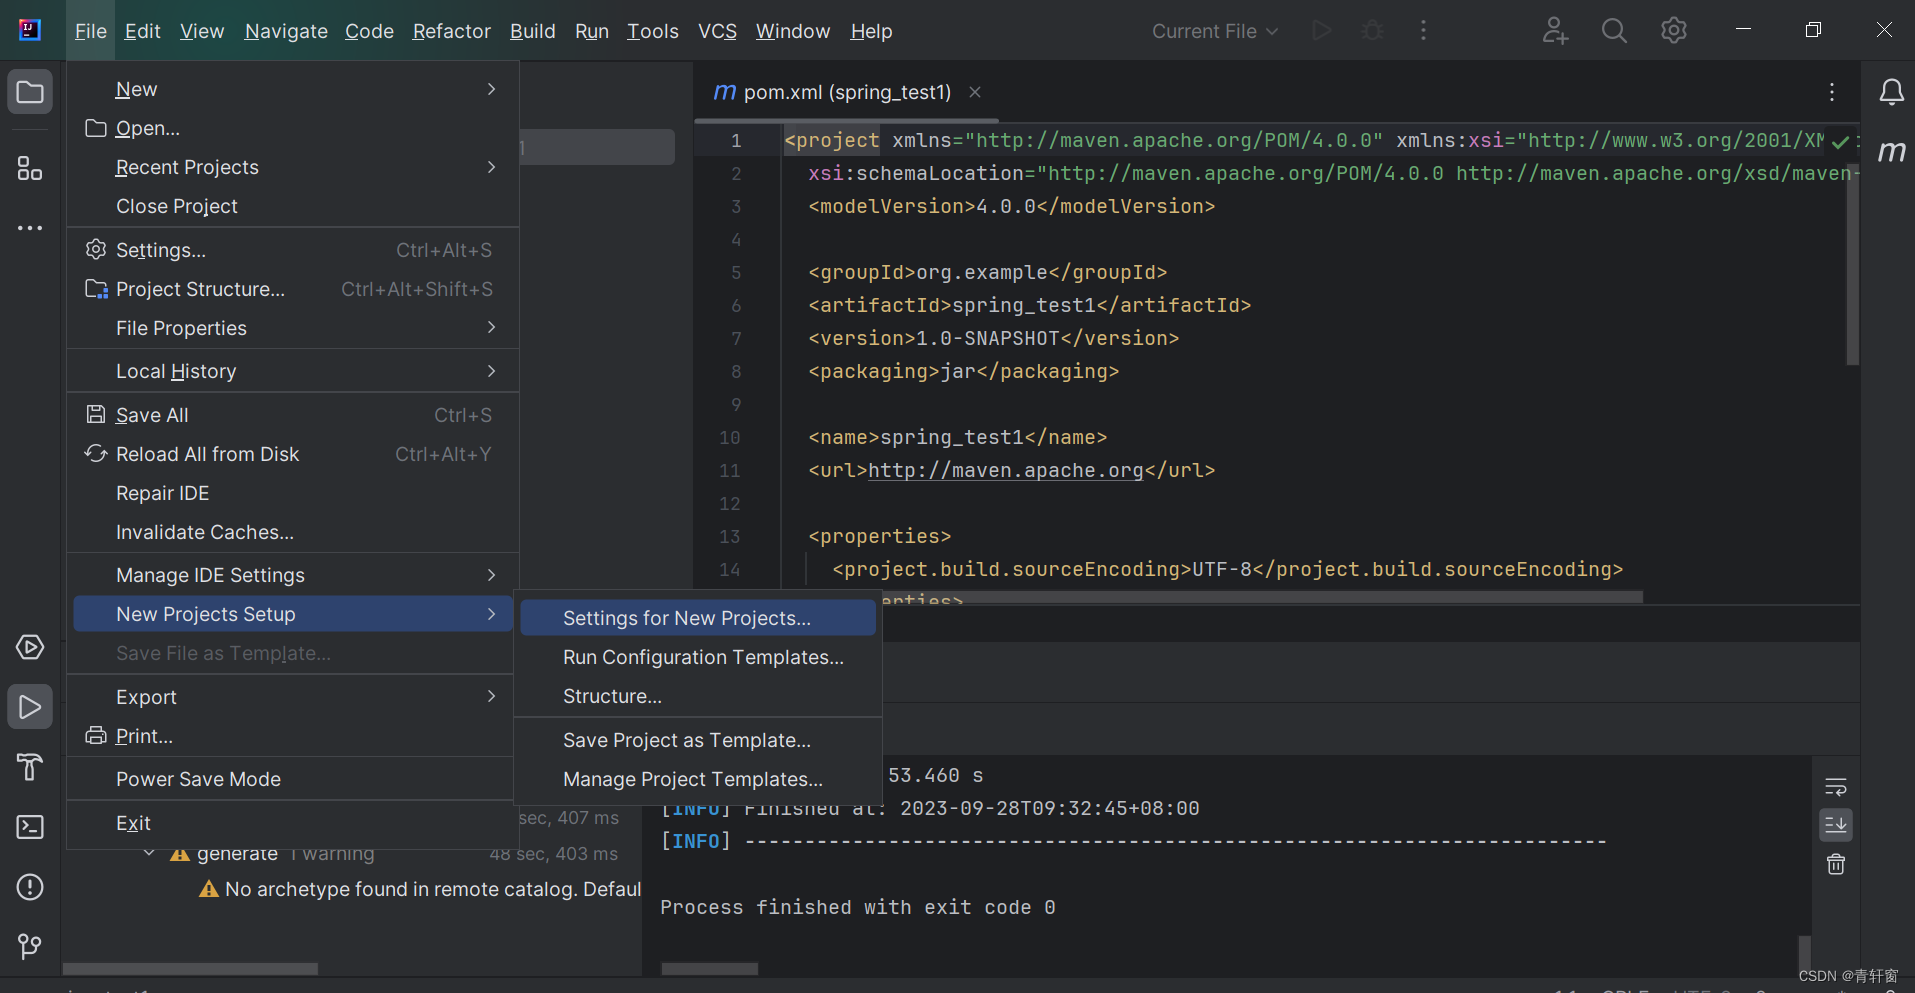 File Edit View Navigate Code Refactor Build Run Tools VCS Window Help Current File
New
Open...
Recent Projects
Close Project
Settings... Ctrl+Alt+S
Project Structure... Ctrl+Alt+Shift+S
File Properties
Local History
Save All Ctrl+S
Reload All from Disk Ctrl+Alt+Y
Repair IDE
Invalidate Caches...
Manage IDE Settings
New Projects Setup
Save File as Template...
Export
Print...
Power Save Mode
Exit
Settings for New Projects...
Run Configuration Templates...
Structure...
Save Project as Template...
Manage Project Templates...
m pom.xml (spring_test1)
1 <project xmlns="http://maven.apache.org/POM/4.0.0" xmlns:xsi="http://www.w3.org/2001/XM
2 xsi:schemaLocation="http://maven.apache.org/POM/4.0.0 http://maven.apache.org/xsd/maven-
3 <modelVersion>4.0.0</modelVersion>
4
5 <groupId>org.example</groupId>
6 <artifactId>spring_test1</artifactId>
7 <version>1.0-SNAPSHOT</version>
8 <packaging>jar</packaging>
9
10 <name>spring_test1</name>
11 <url>http://maven.apache.org</url>
12
13 <properties>
14 <project.build.sourceEncoding>UTF-8</project.build.sourceEncoding>
erties>
m
sec, 407 ms
generate 1 warning 48 sec, 403 ms
No archetype found in remote catalog. Defaul
53.460 s
[INFO] Finished at: 2023-09-28T09:32:45+08:00
[INFO] ------------------------------------------------------------------------
Process finished with exit code 0
CSDN @青轩窗